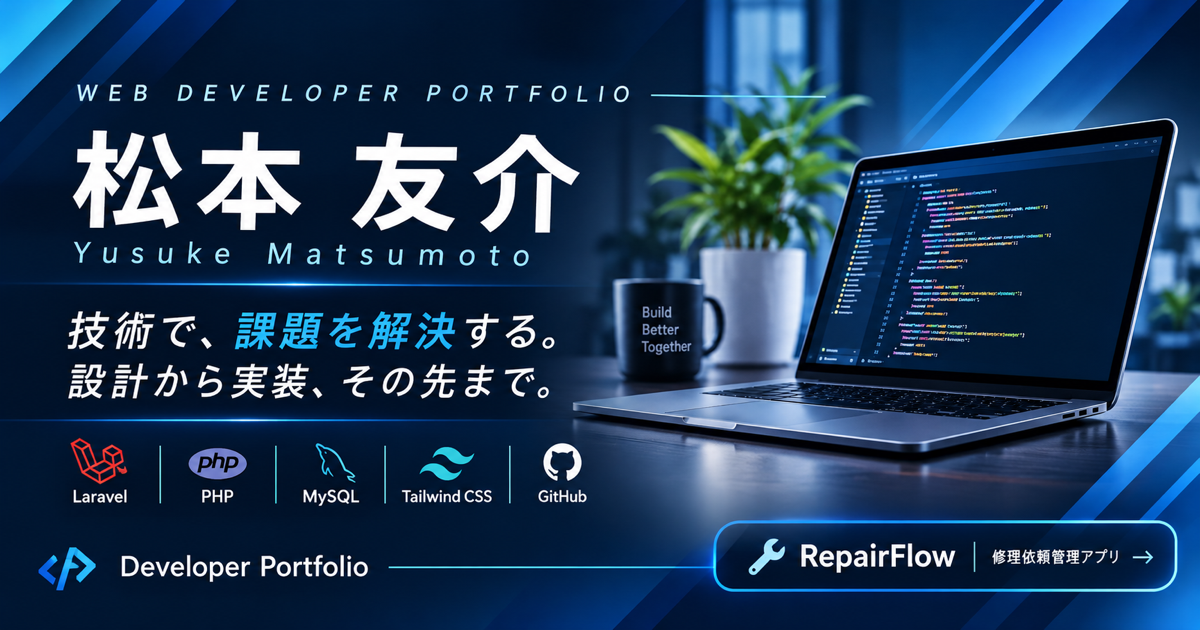 WEB DEVELOPER PORTFOLIO
松本 友介
Yusuke Matsumoto
技術で、課題を解決する。
設計から実装、その先まで。
Laravel
php
PHP
MySQL
Tailwind CSS
GitHub
Build
Better
Together
Developer Portfolio
RepairFlow
修理依頼管理アプリ